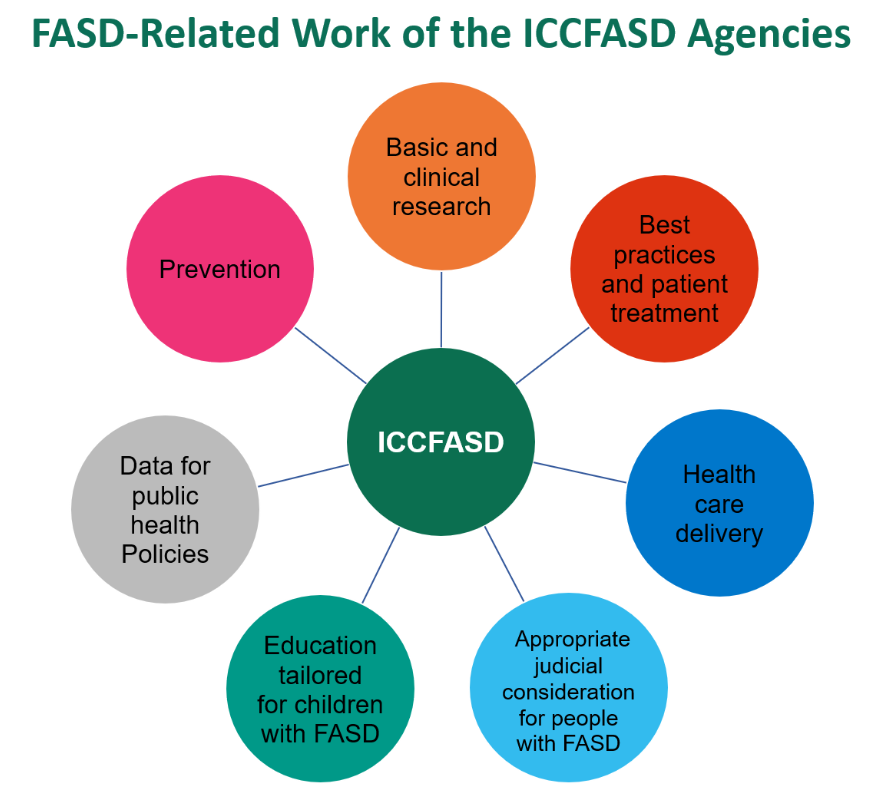 FASD-Related Work of the ICCFASD Agencies
Basic and
clinical
research
Best
practices
and patient
treatment
Health
care
delivery
Appropriate
judicial
consideration
for people
with FASD
Education
tailored
for children
with FASD
Data for
public
health
Policies
Prevention
ICCFASD